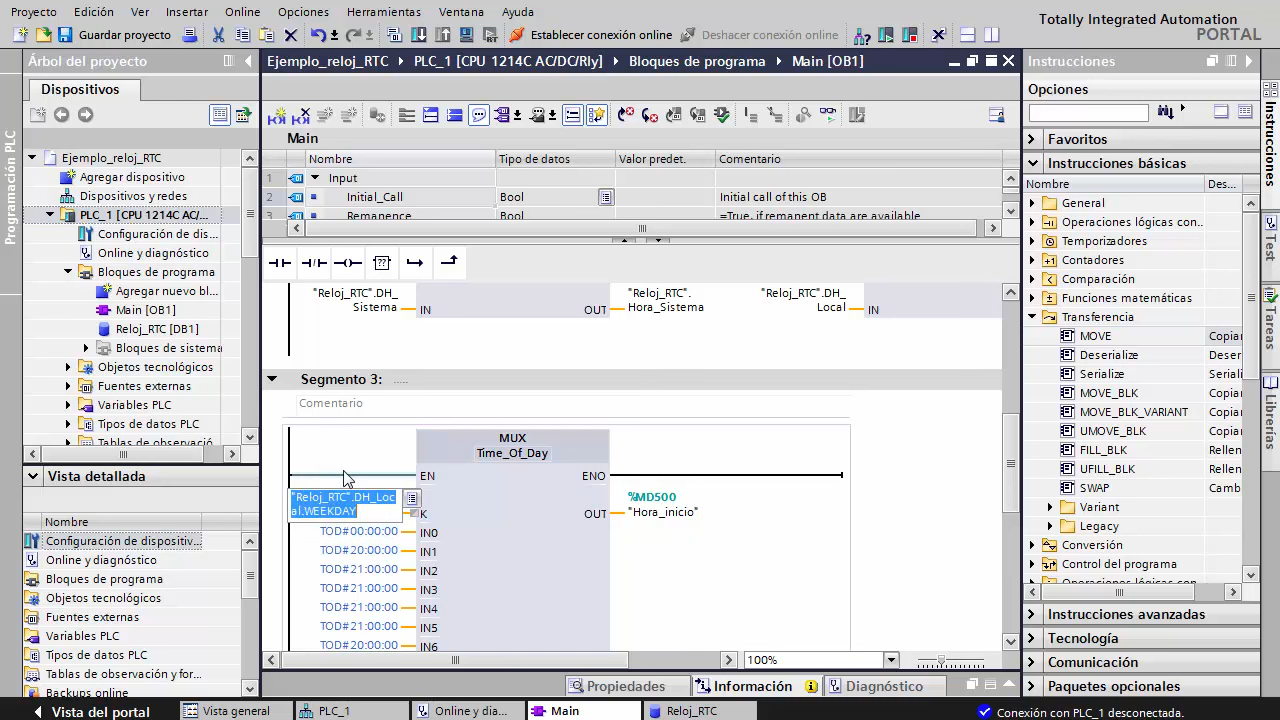 Proyecto Edición Ver Insertar Online Opciones Herramientas Ventana Ayuda
Totally Integrated Automation
PORTAL
Guardar proyecto
Establecer conexión online
Deshacer conexión online
Árbol del proyecto
Dispositivos
Programación PLC
Ejemplo_reloj_RTC
Agregar dispositivo
Dispositivos y redes
PLC_1 [CPU 1214C AC/...
Configuración de dis...
Online y diagnóstico
Bloques de programa
Agregar nuevo bl...
Main [OB1]
Reloj_RTC [DB1]
Bloques de sistema
Objetos tecnológicos
Fuentes externas
Variables PLC
Tipos de datos PLC
Tablas de observació
Vista detallada
Nombre
Configuración de dispositiv...
Online y diagnóstico
Bloques de programa
Objetos tecnológicos
Fuentes externas
Variables PLC
Tipos de datos PLC
Tablas de observación y for...
Backups online
Ejemplo_reloj_RTC PLC_1 [CPU 1214C AC/DC/Rly] Bloques de programa Main [OB1]
Main
Nombre Tipo de datos Valor predet. Comentario
1 Input
2 Initial_Call Bool Initial call of this OB
3 Remanence Bool =True, if remanent data are available
??
"Reloj_RTC".DH_
Sistema
IN OUT
"Reloj_RTC".
Hora_Sistema
"Reloj_RTC".DH_
Local
IN
Segmento 3: .....
Comentario
MUX
Time_Of_Day
EN ENO
"Reloj_RTC".DH_Loc
al.WEEKDAY
K
%MD500
OUT "Hora_inicio"
TOD#00:00:00 IN0
TOD#20:00:00 IN1
TOD#21:00:00 IN2
TOD#21:00:00 IN3
TOD#21:00:00 IN4
TOD#21:00:00 IN5
TOD#20:00:00 IN6
100%
Propiedades Información Diagnóstico
Instrucciones
Opciones
Favoritos
Instrucciones básicas
Nombre Des...
General
Operaciones lógicas con...
Temporizadores
Contadores
Comparación
Funciones matemáticas
Transferencia
MOVE Copiar
Deserialize Deser
Serialize Seriali
MOVE_BLK Copiar
MOVE_BLK_VARIANT Copiar
UMOVE_BLK Copiar
FILL_BLK Rellen
UFILL_BLK Rellen
SWAP Camb
Variant
Legacy
Conversión
Control del programa
Operaciones lógicas con
Instrucciones avanzadas
Tecnología
Comunicación
Paquetes opcionales
Instrucciones
Test
Tareas
Librerías
Vista del portal Vista general PLC_1 Online y dia... Main Reloj_RTC
Conexión con PLC_1 desconectada.